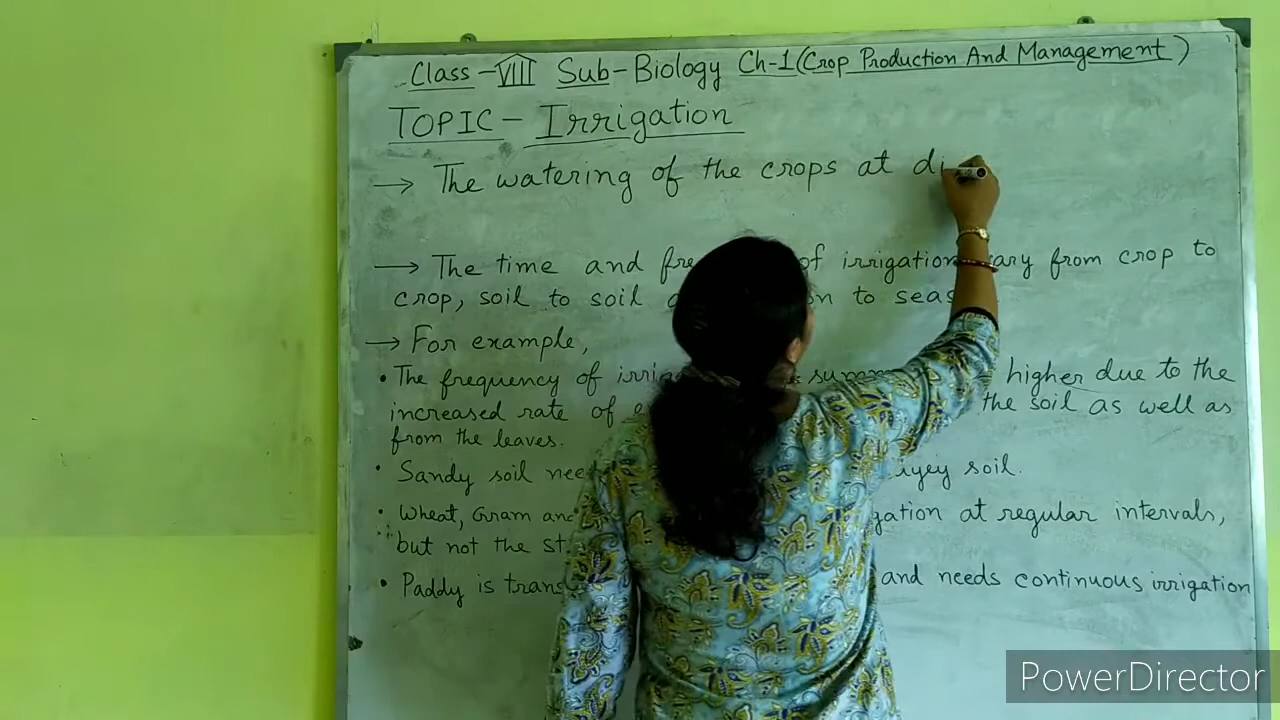 Class - VIII Sub - Biology Ch-1 (Crop Production And Management)
TOPIC - Irrigation
→ The watering of the crops at di
→ The time and fre of irrigation ary from crop to
crop, soil to soil n to seas
→ For example,
• The frequency of irrig summ higher due to the
increased rate of e the soil as well as
from the leaves.
• Sandy soil nee yey soil.
• Wheat, Gram and gation at regular intervals,
but not the st
• Paddy is trans and needs continuous irrigation
PowerDirector